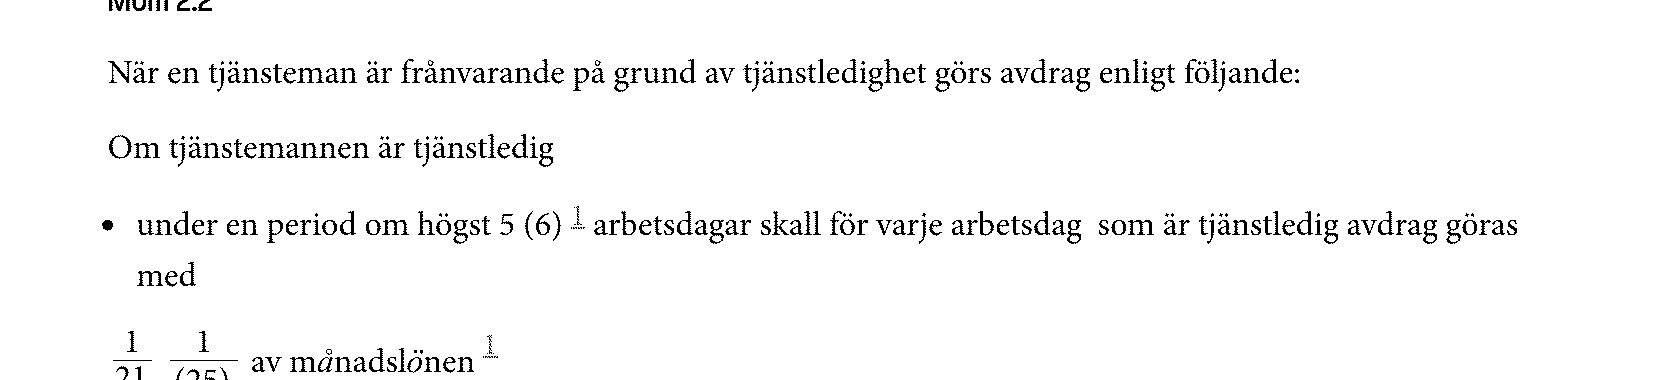 Mom 2.2
När en tjänsteman är frånvarande på grund av tjänstledighet görs avdrag enligt följande:
Om tjänstemannen är tjänstledig
• under en period om högst 5 (6) 1 arbetsdagar skall för varje arbetsdag som är tjänstledig avdrag göras
med
1/21 1/(25) av månadslönen 1